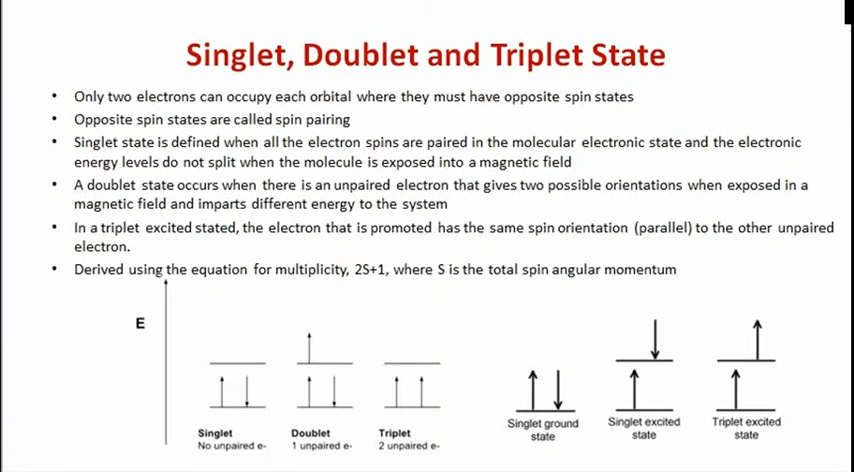 Singlet, Doublet and Triplet State
• Only two electrons can occupy each orbital where they must have opposite spin states
• Opposite spin states are called spin pairing
• Singlet state is defined when all the electron spins are paired in the molecular electronic state and the electronic
energy levels do not split when the molecule is exposed into a magnetic field
• A doublet state occurs when there is an unpaired electron that gives two possible orientations when exposed in a
magnetic field and imparts different energy to the system
• In a triplet excited stated, the electron that is promoted has the same spin orientation (parallel) to the other unpaired
electron.
• Derived using the equation for multiplicity, 2S+1, where S is the total spin angular momentum
E
Singlet
No unpaired e-
Doublet
1 unpaired e-
Triplet
2 unpaired e-
Singlet ground
state
Singlet excited
state
Triplet excited
state